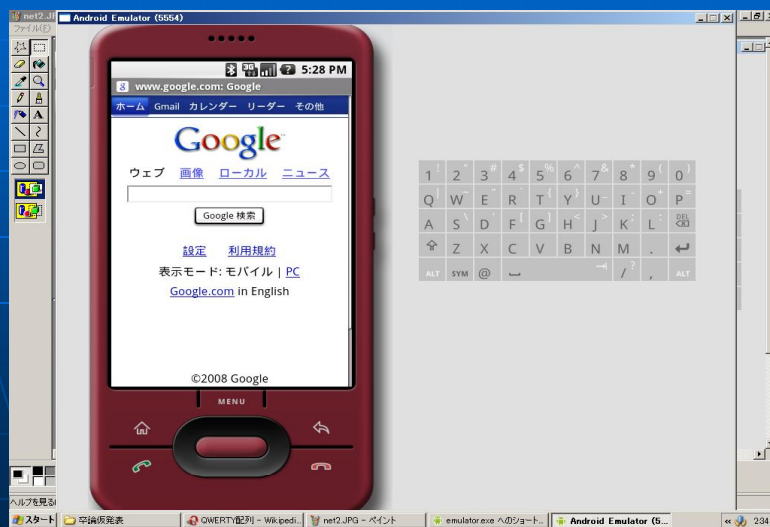 net2.JP
Android Emulator (5554)
ファイル(F)
3G
5:28 PM
8 www.google.com: Google
ホーム Gmail カレンダー リーダー その他
Google
ウェブ 画像 ローカル ニュース
Google 検索
設定 利用規約
表示モード: モバイル | PC
Google.com in English
©2008 Google
MENU
1 ! 2 " 3 # 4 $ 5 % 6 ^ 7 & 8 * 9 ( 0 )
Q | W ~ E " R ` T { Y } U _ I - O + P =
A S \ D ' F [ G ] H < J > K ; L : DEL
Z X C V B N M .
ALT SYM @ / ? , ALT
ヘルプを見る
スタート 卒論仮発表 QWERTY配列 - Wikipedi... net2.JPG - ペイント emulator.exe へのショート... Android Emulator (5... « 234